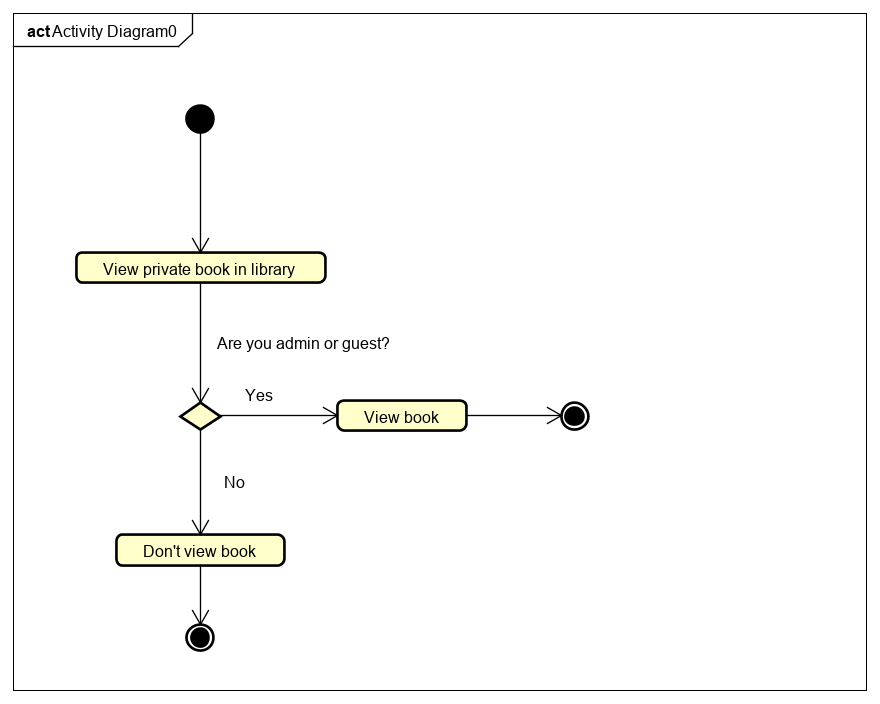 act Activity Diagram0
View private book in library
Are you admin or guest?
Yes
View book
No
Don't view book